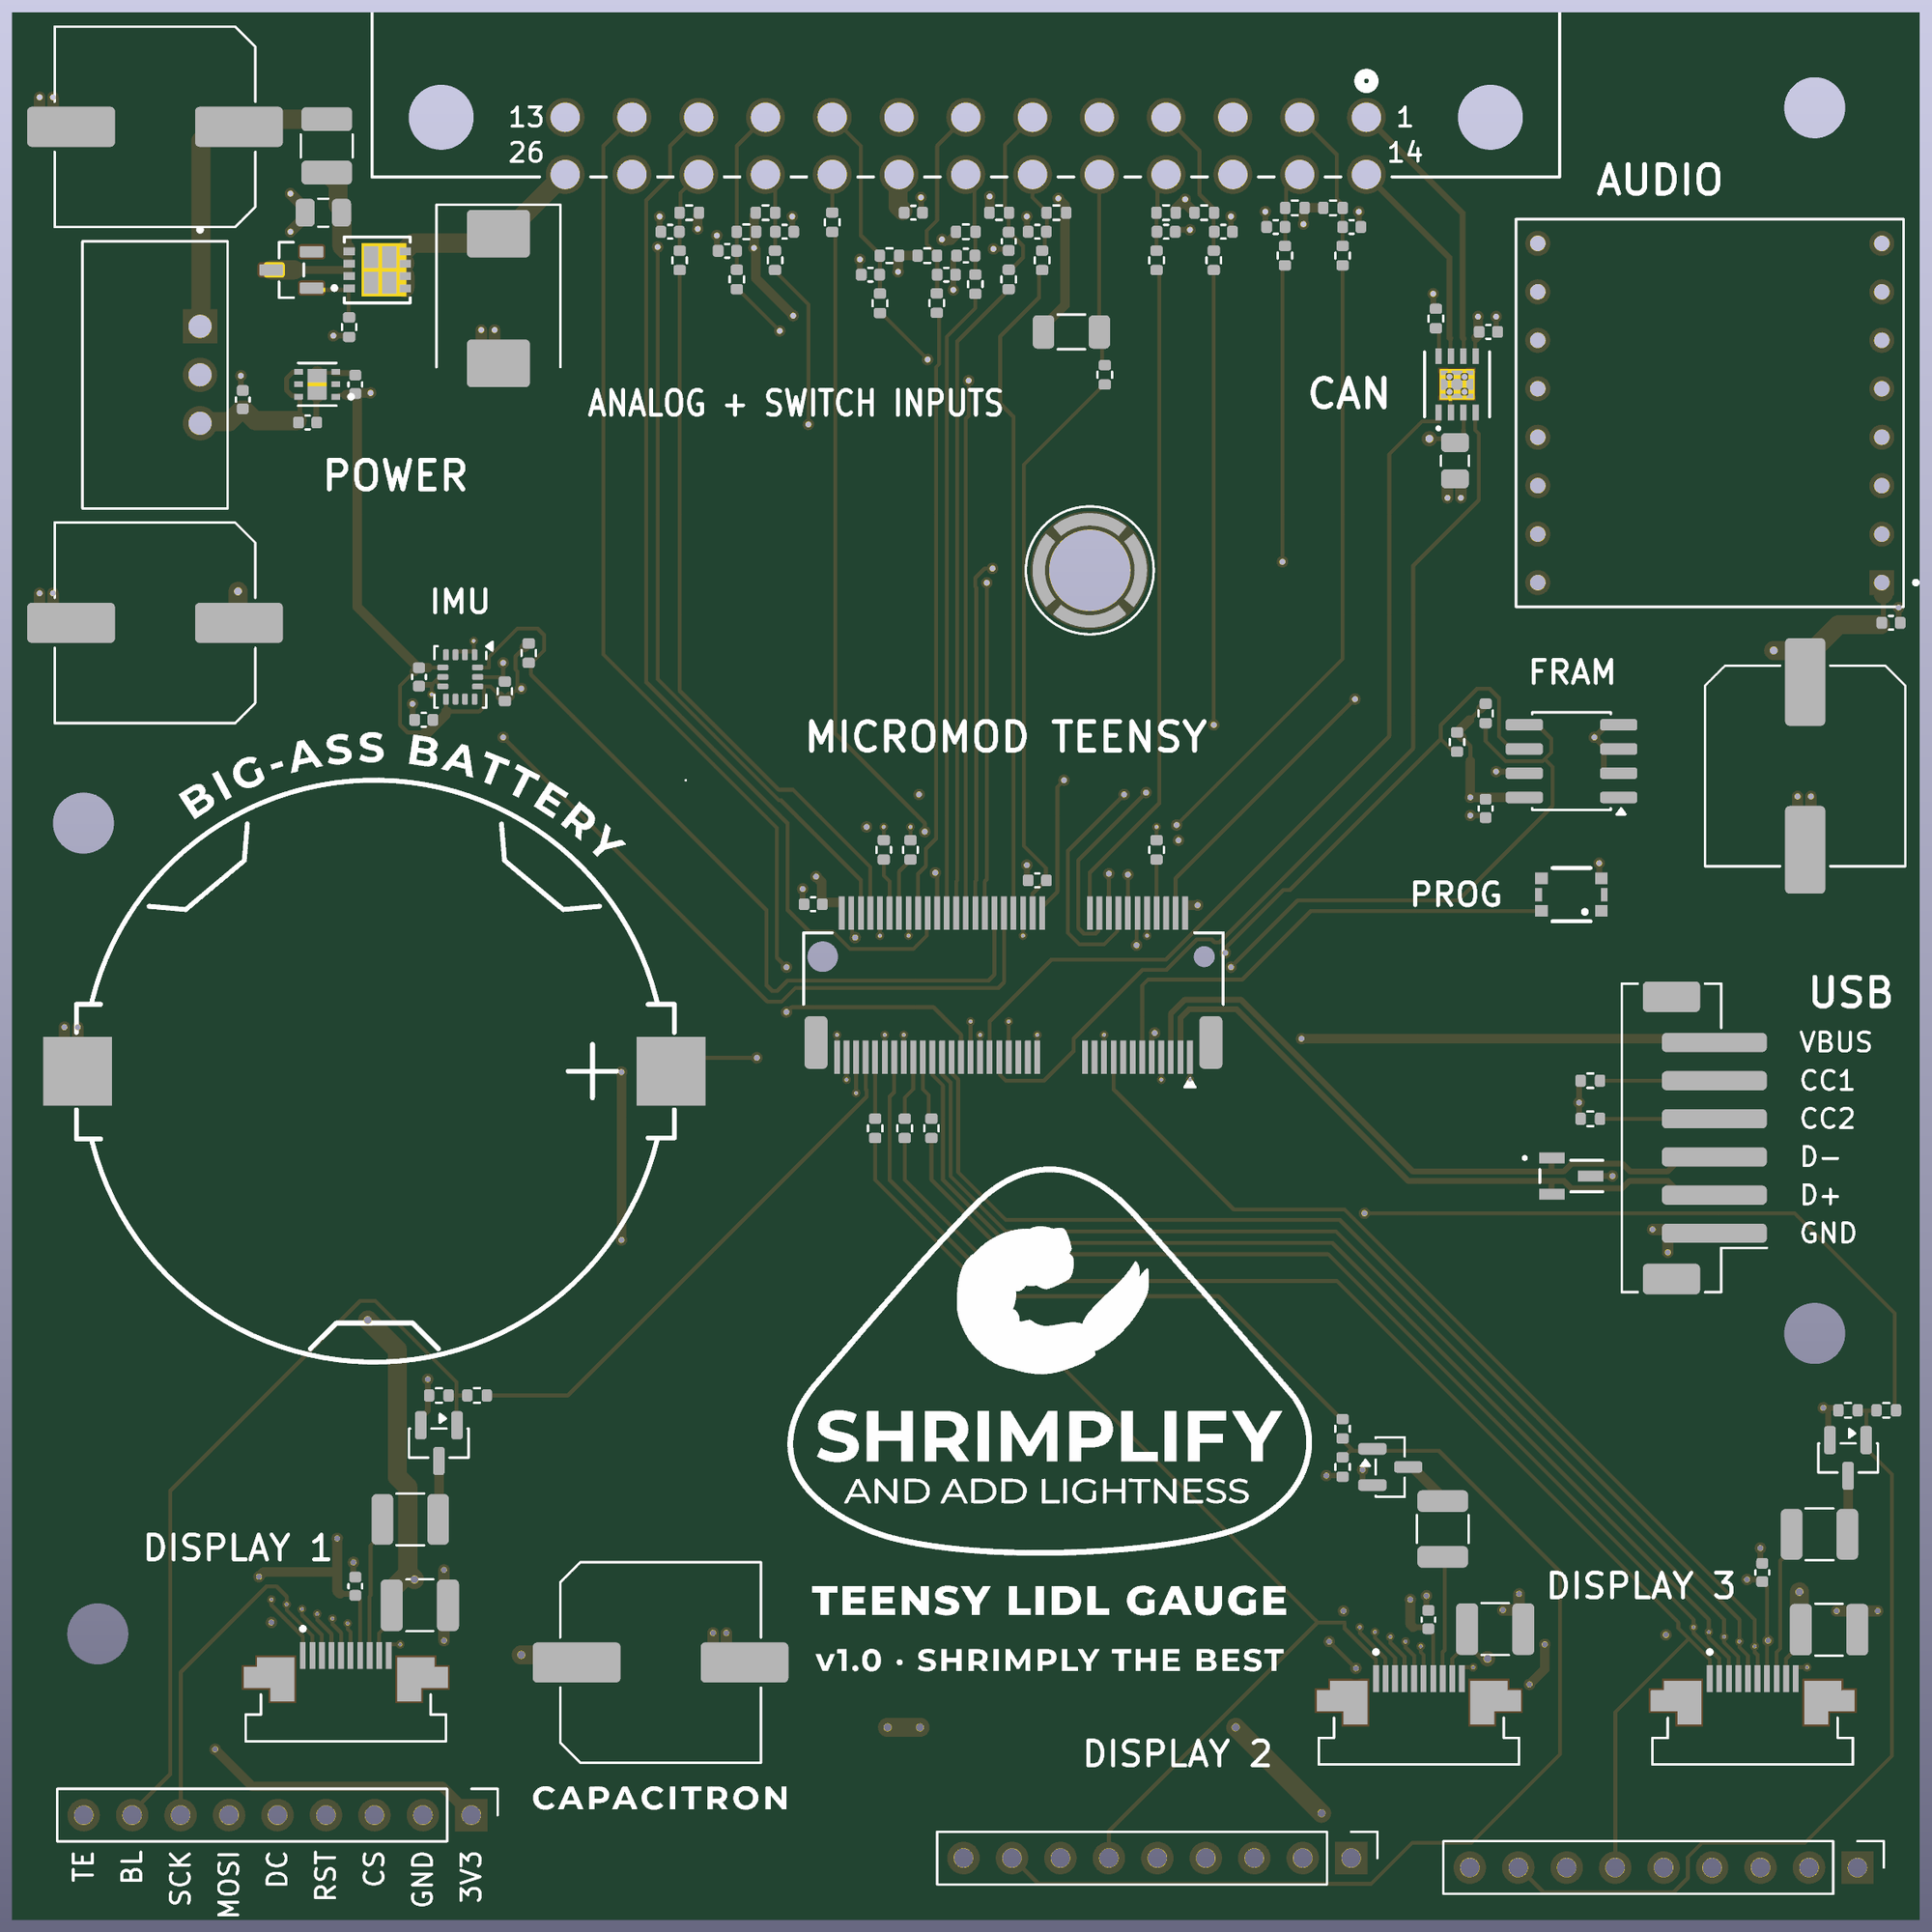 13
1
26
14
AUDIO
ANALOG + SWITCH INPUTS
CAN
POWER
IMU
FRAM
MICROMOD TEENSY
BIG-ASS BATTERY
PROG
USB
VBUS
CC1
+
CC2
D-
D+
GND
SHRIMPLIFY
AND ADD LIGHTNESS
DISPLAY 1
DISPLAY 3
TEENSY LIDL GAUGE
v1.0 · SHRIMPLY THE BEST
DISPLAY 2
CAPACITRON
TE
BL
SCK
MOSI
DC
RST
CS
GND
3V3